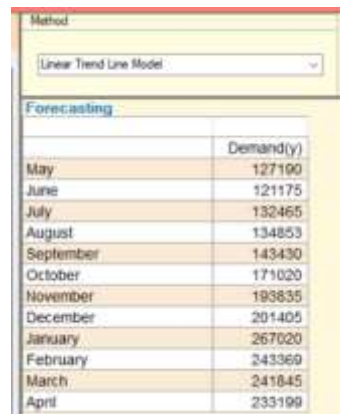 Method
Linear Trend Line Model
Forecasting
Demand(y)
May 127190
June 121175
July 132465
August 134853
September 143430
October 171020
November 193835
December 201405
January 267020
February 243369
March 241845
April 233199